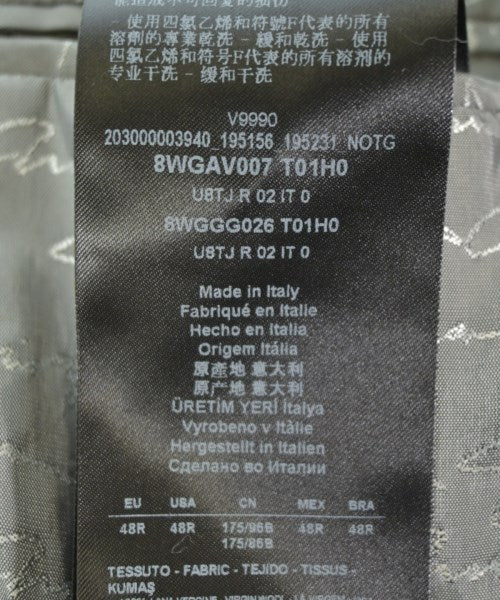 - 使用四氯乙烯和符號F代表的所有
溶劑的專業乾洗 - 緩和乾洗 - 使用
四氯乙烯和符号F代表的所有溶剂的
专业干洗 - 缓和干洗
V9990
203000003940_195156_195231_NOTG
8WGAV007 T01H0
U8TJ R 02 IT 0
8WGGG026 T01H0
U8TJ R 02 IT 0
Made in Italy
Fabriqué en Italie
Hecho en Italia
Origem Itália
原產地 意大利
原产地 意大利
ÜRETİM YERİ İtalya
Vyrobeno v Itálie
Hergestellt in Italien
Сделано во Италии
EU USA CN MEX BRA
48R 48R 175/96B 48R 48R
175/86B
TESSUTO - FABRIC - TEJIDO - TISSUS -
KUMAŞ
LANA VERGINE - VIRGIN WOOL -